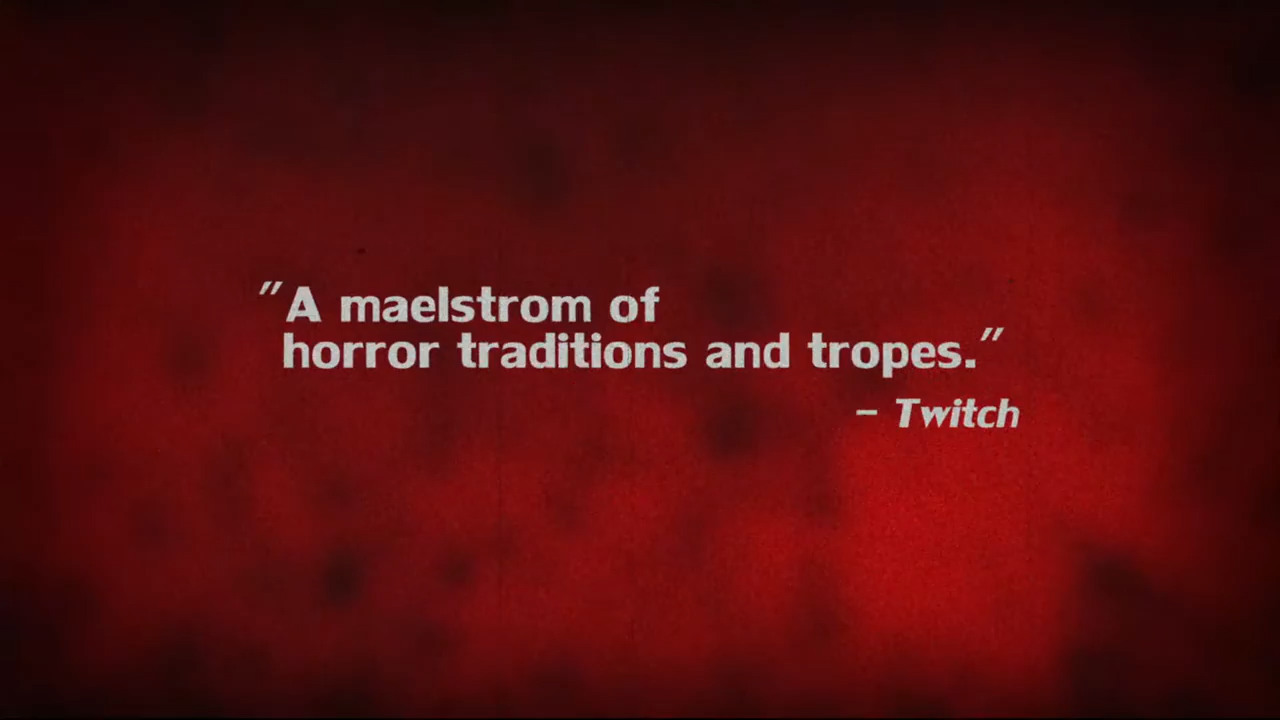 "A maelstrom of
horror traditions and tropes."
– Twitch